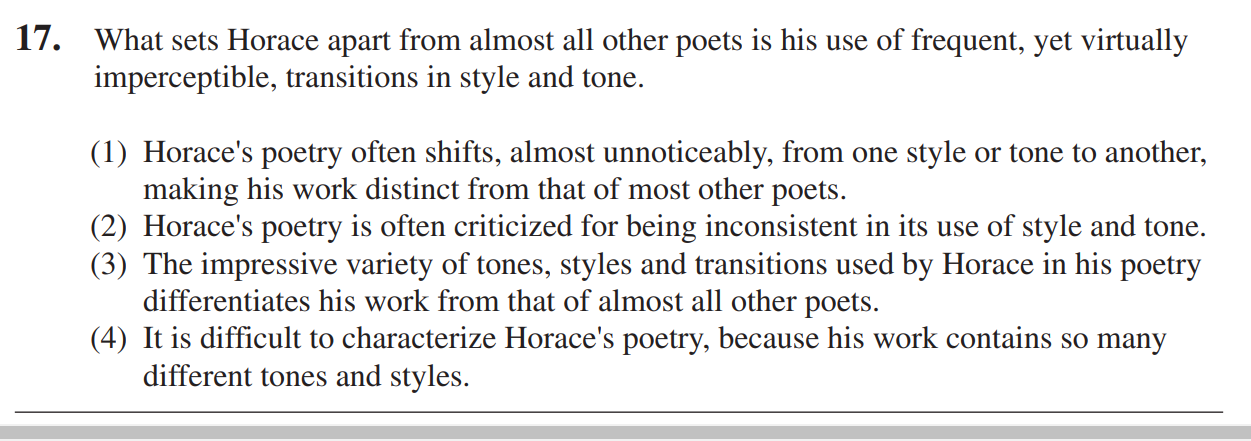 17. What sets Horace apart from almost all other poets is his use of frequent, yet virtually
imperceptible, transitions in style and tone.
(1) Horace's poetry often shifts, almost unnoticeably, from one style or tone to another,
making his work distinct from that of most other poets.
(2) Horace's poetry is often criticized for being inconsistent in its use of style and tone.
(3) The impressive variety of tones, styles and transitions used by Horace in his poetry
differentiates his work from that of almost all other poets.
(4) It is difficult to characterize Horace's poetry, because his work contains so many
different tones and styles.